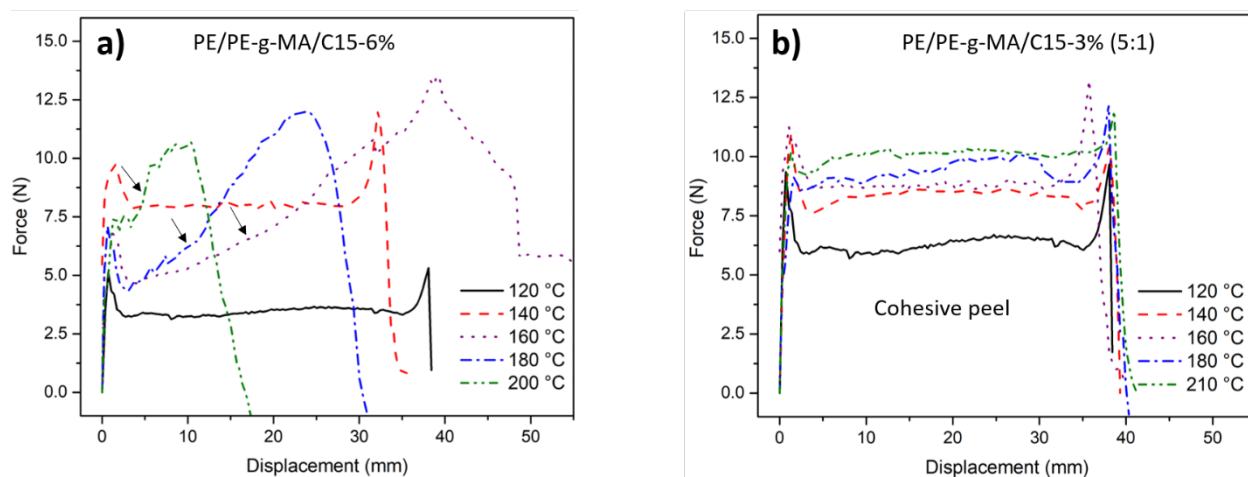 a)
PE/PE-g-MA/C15-6%
15.0
12.5
10.0
7.5
5.0
2.5
0.0
Force (N)
120 °C
140 °C
160 °C
180 °C
200 °C
0 10 20 30 40 50
Displacement (mm)
b)
PE/PE-g-MA/C15-3% (5:1)
15.0
12.5
10.0
7.5
5.0
2.5
0.0
Force (N)
Cohesive peel
120 °C
140 °C
160 °C
180 °C
210 °C
0 10 20 30 40 50
Displacement (mm)